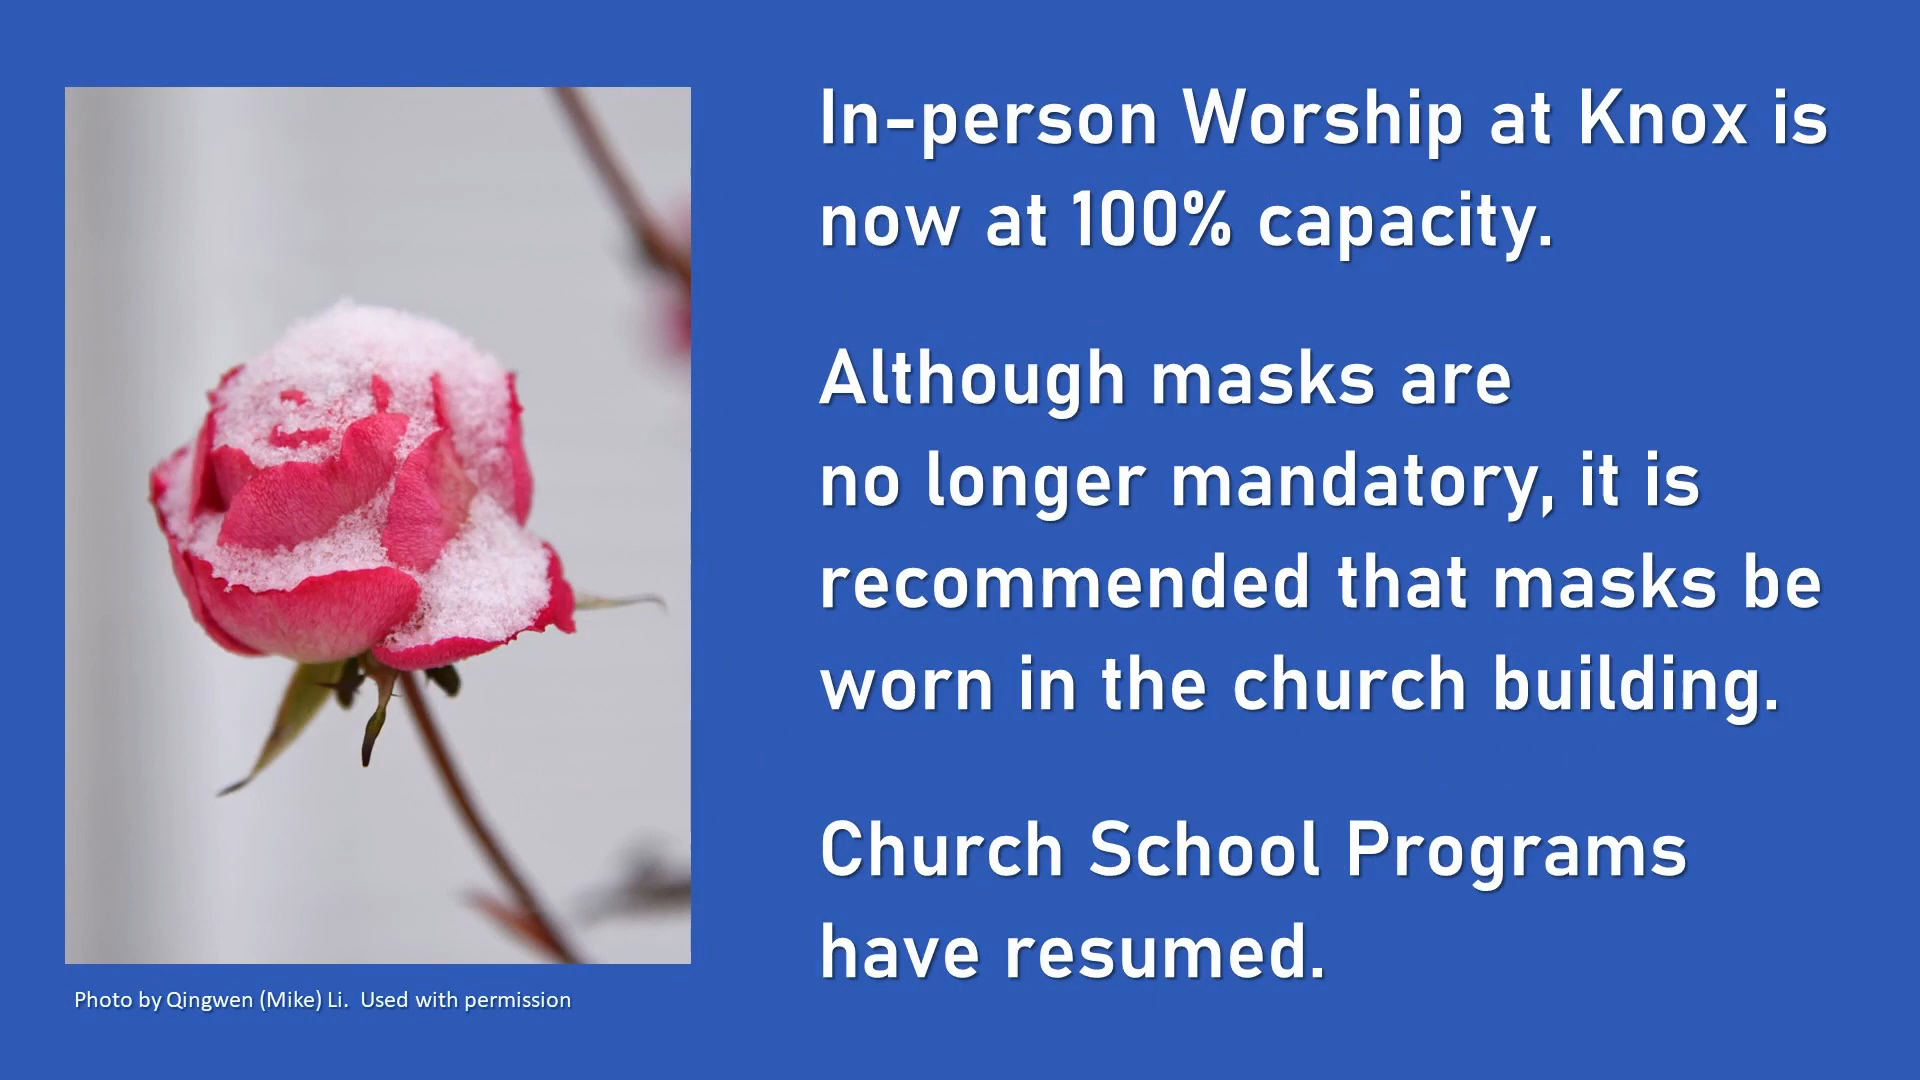 In-person Worship at Knox is
now at 100% capacity.
Although masks are
no longer mandatory, it is
recommended that masks be
worn in the church building.
Church School Programs
have resumed.
Photo by Qingwen (Mike) Li.  Used with permission